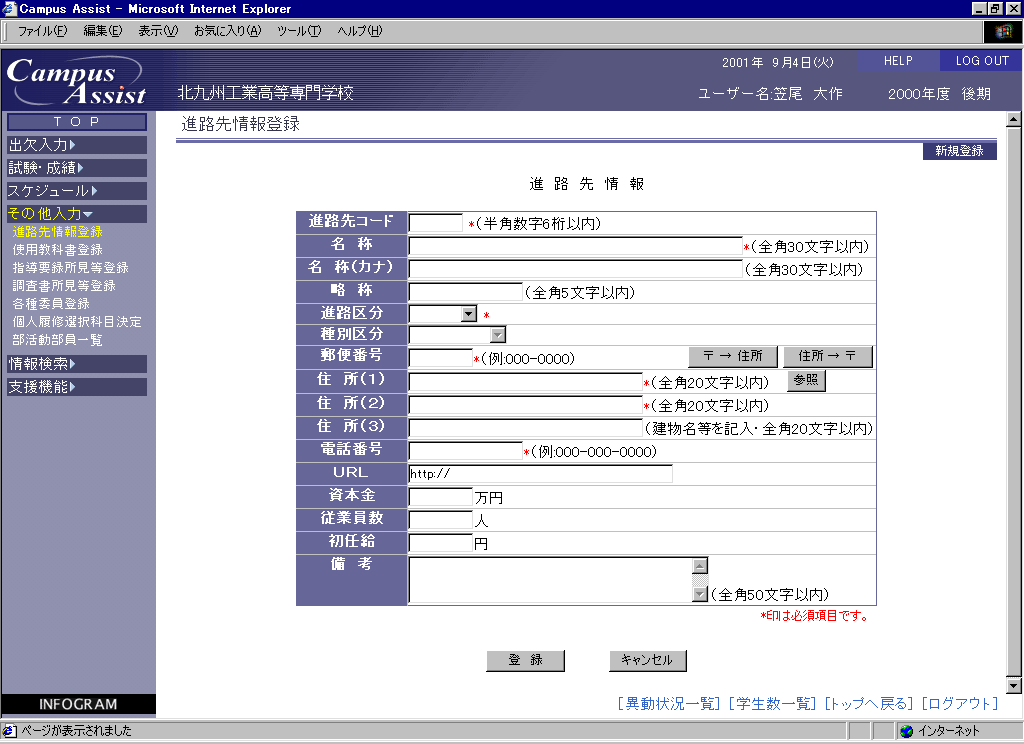 Campus Assist - Microsoft Internet Explorer
ファイル(F) 編集(E) 表示(V) お気に入り(A) ツール(T) ヘルプ(H)
Campus Assist
北九州工業高等専門学校
2001年 9月4日(火) HELP LOG OUT
ユーザー名:笠尾 大作 2000年度 後期
TOP
出欠入力
試験・成績
スケジュール
その他入力
進路先情報登録
使用教科書登録
指導要録所見等登録
調査書所見等登録
各種委員登録
個人履修選択科目決定
部活動部員一覧
情報検索
支援機能
INFOGRAM
進路先情報登録
新規登録
進 路 先 情 報
進路先コード *(半角数字6桁以内)
名 称 *(全角30文字以内)
名 称(カナ) (全角30文字以内)
略 称 (全角5文字以内)
進路区分 *
種別区分
郵便番号 *(例:000-0000) 〒 → 住所 住所 → 〒
住 所(1) *(全角20文字以内) 参照
住 所(2) *(全角20文字以内)
住 所(3) (建物名等を記入・全角20文字以内)
電話番号 *(例:000-000-0000)
URL http://
資本金 万円
従業員数 人
初任給 円
備 考 (全角50文字以内)
*印は必須項目です。
登 録 キャンセル
[異動状況一覧] [学生数一覧] [トップへ戻る] [ログアウト]
ページが表示されました インターネット